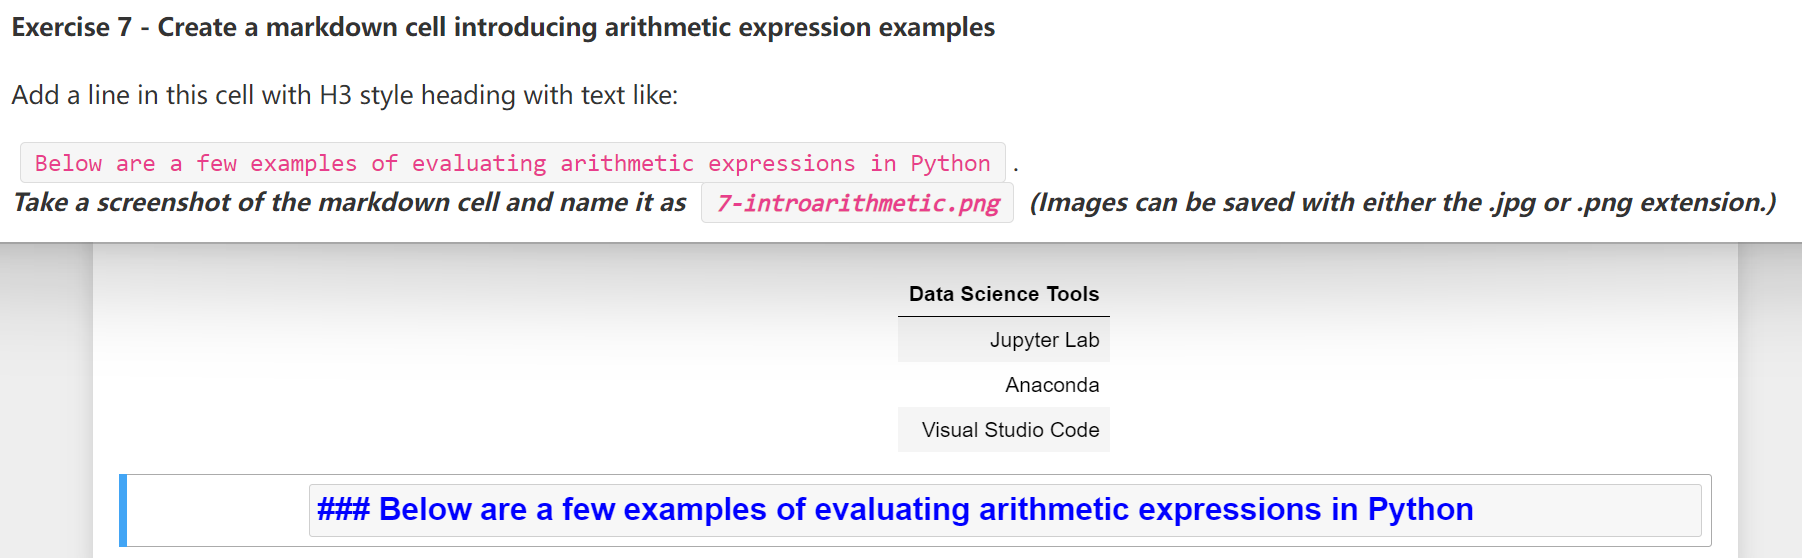 Exercise 7 - Create a markdown cell introducing arithmetic expression examples
Add a line in this cell with H3 style heading with text like:
Below are a few examples of evaluating arithmetic expressions in Python .
Take a screenshot of the markdown cell and name it as 7-introarithmetic.png (Images can be saved with either the .jpg or .png extension.)
Data Science Tools
Jupyter Lab
Anaconda
Visual Studio Code
### Below are a few examples of evaluating arithmetic expressions in Python